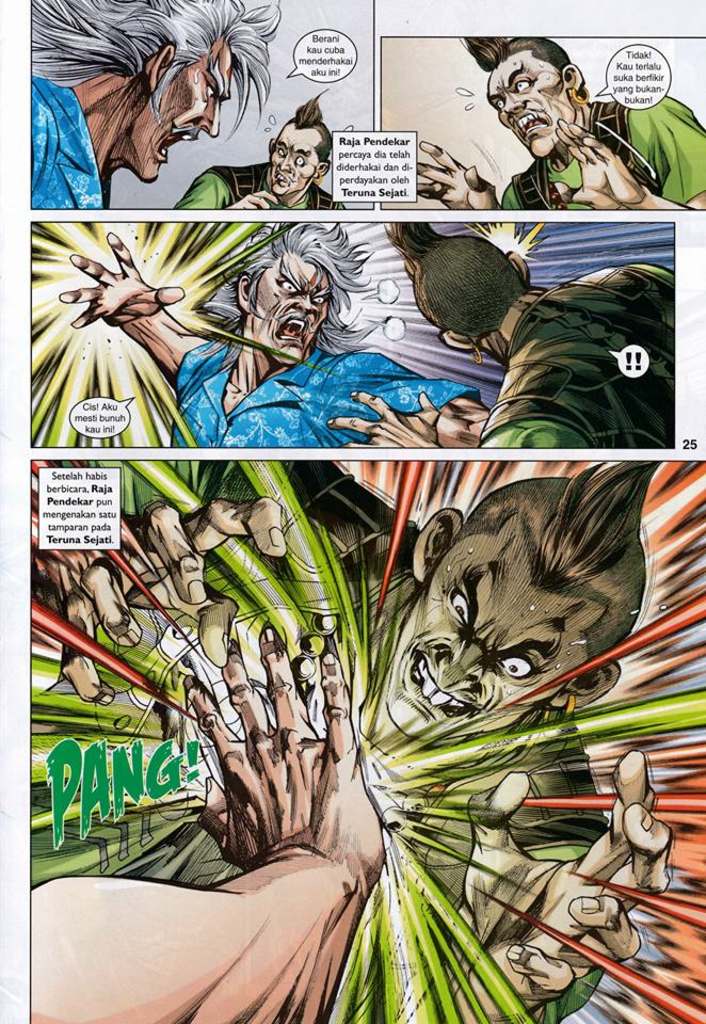 Berani
kau cuba
menderhakai
aku ini!
Raja Pendekar
percaya dia telah
diderhakai dan di-
perdayakan oleh
Teruna Sejati.
Tidak!
Kau terlalu
suka berfikir
yang bukan-
bukan!
Cis! Aku
mesti bunuh
kau ini!
!!
25
Setelah habis
berbicara, Raja
Pendekar pun
mengenakan satu
tamparan pada
Teruna Sejati.
PANG!